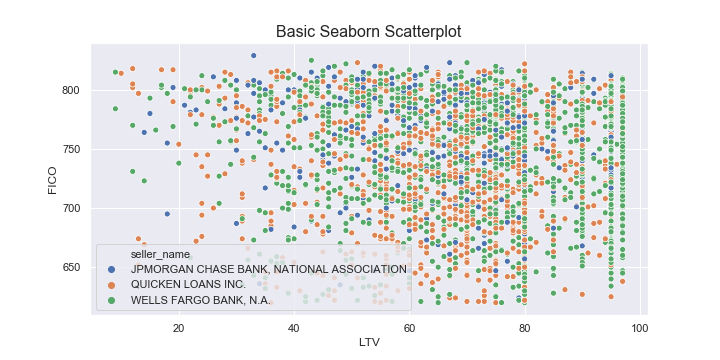 Basic Seaborn Scatterplot
FICO
800
750
700
650
seller_name
JPMORGAN CHASE BANK, NATIONAL ASSOCIATION
QUICKEN LOANS INC.
WELLS FARGO BANK, N.A.
20 40 60 80 100
LTV